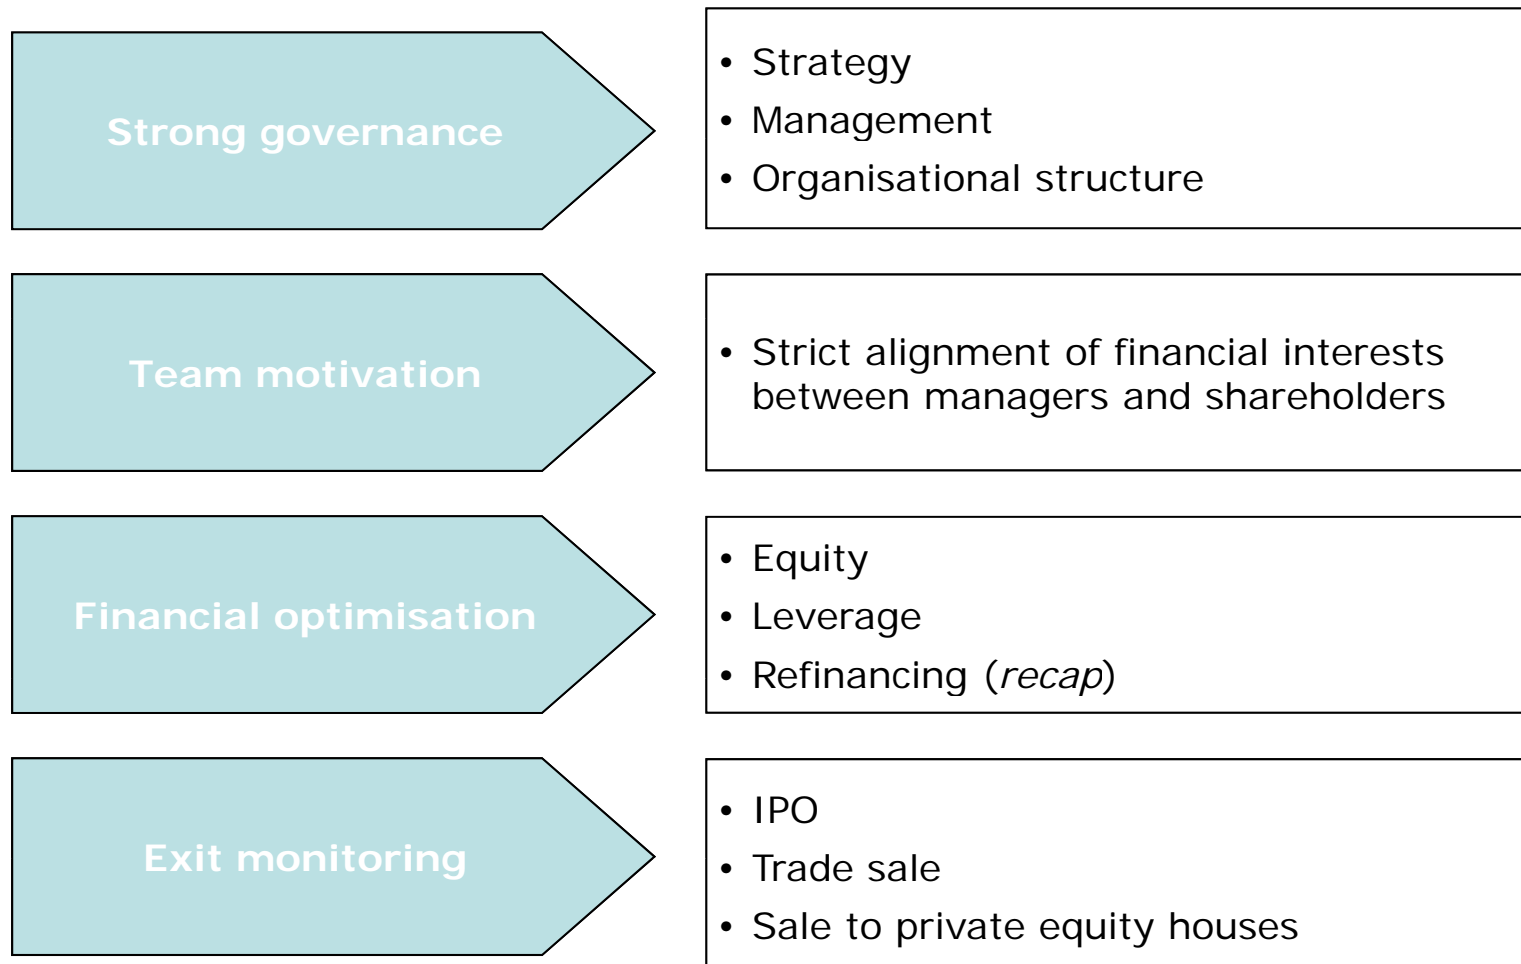 Strong governance
• Strategy
• Management
• Organisational structure
Team motivation
• Strict alignment of financial interests
between managers and shareholders
Financial optimisation
• Equity
• Leverage
• Refinancing (recap)
Exit monitoring
• IPO
• Trade sale
• Sale to private equity houses